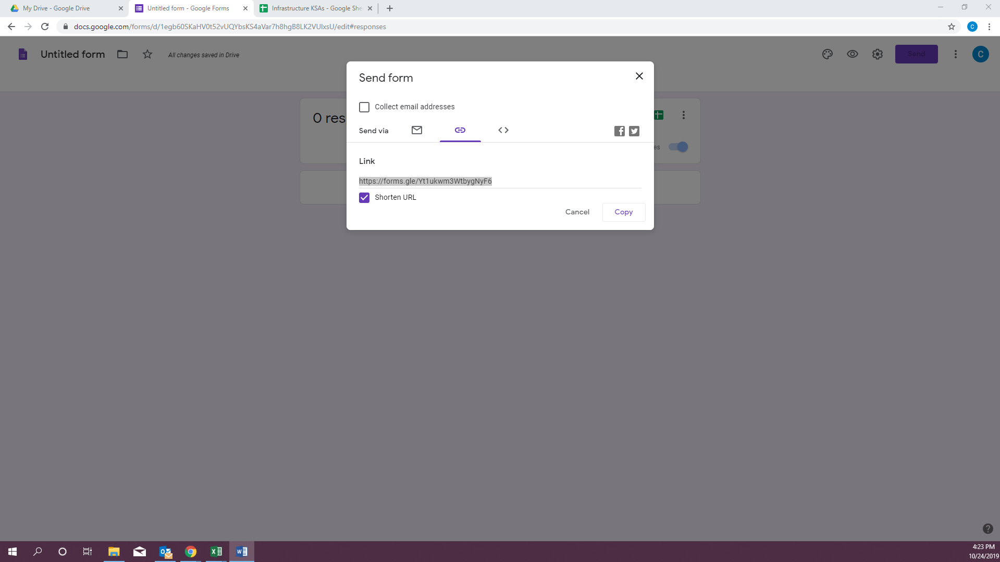 My Drive - Google Drive
Untitled form - Google Forms
Infrastructure KSAs - Google She
docs.google.com/forms/d/1egb60SKaHV0t52vUQYbsKS4aVar7h8hgB8LK2VUlxsU/edit#responses
C
Untitled form
All changes saved in Drive
Send
C
Send form
Collect email addresses
0 res
Send via
es
Link
https://forms.gle/Yt1ukwm3WtbygNyF6
Shorten URL
Cancel
Copy
4:23 PM
10/24/2019